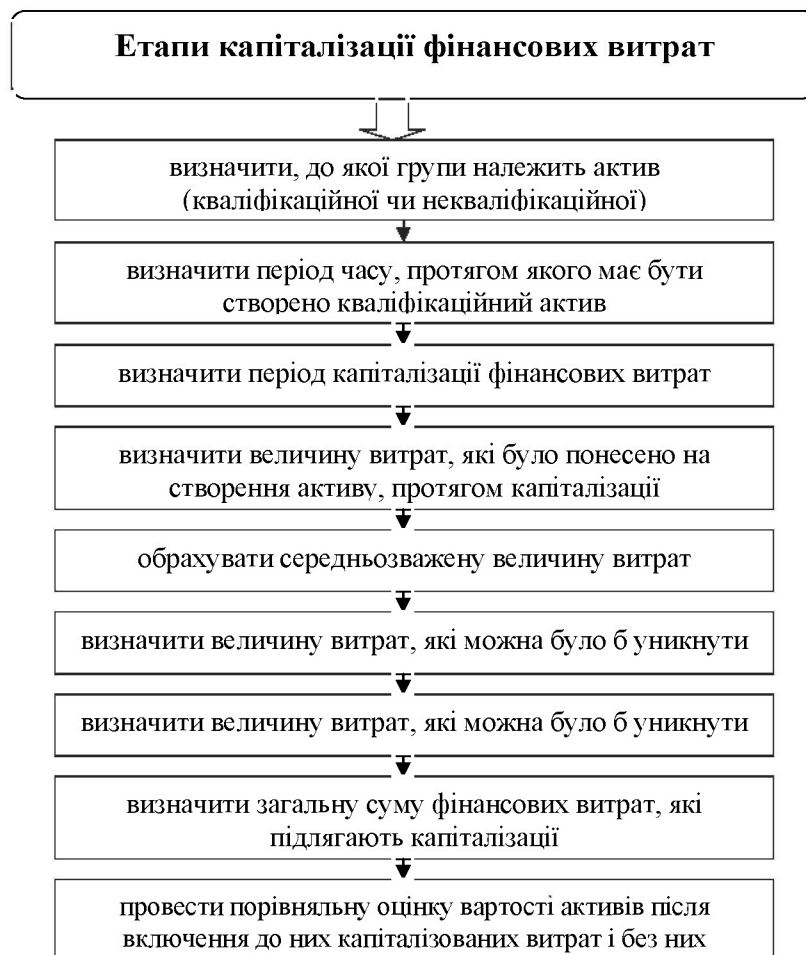 Етапи капіталізації фінансових витрат
визначити, до якої групи належить актив
(кваліфікаційної чи некваліфікаційної)
визначити період часу, протягом якого має бути
створено кваліфікаційний актив
визначити період капіталізації фінансових витрат
визначити величину витрат, які було понесено на
створення активу, протягом капіталізації
обрахувати середньозважену величину витрат
визначити величину витрат, які можна було б уникнути
визначити величину витрат, які можна було б уникнути
визначити загальну суму фінансових витрат, які
підлягають капіталізації
провести порівняльну оцінку вартості активів після
включення до них капіталізованих витрат і без них